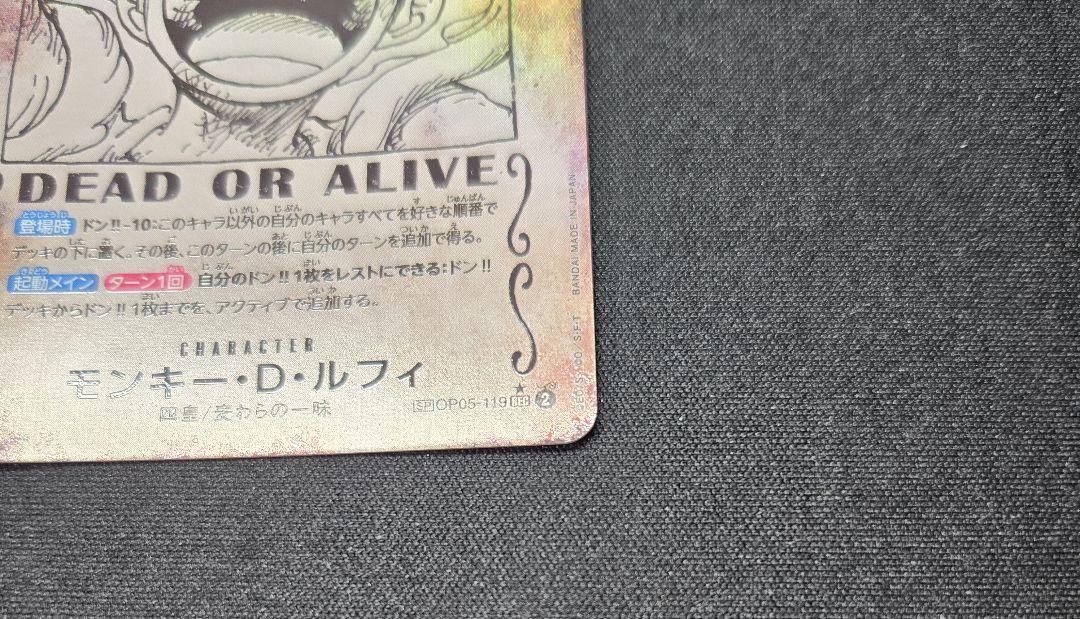 DEAD OR ALIVE
登場時 ドン!!-10:このキャラ以外の自分のキャラすべてを好きな順番で
デッキの下に置く。その後、このターンの後に自分のターンを追加で得る。
起動メイン ターン1回 自分のドン!!1枚をレストにできる:ドン!!
デッキからドン!!1枚までを、アクティブで追加する。
CHARACTER
モンキー・D・ルフィ
四皇/麦わらの一味
SP OP05-119 SEC 2
BANDAI MADE IN JAPAN